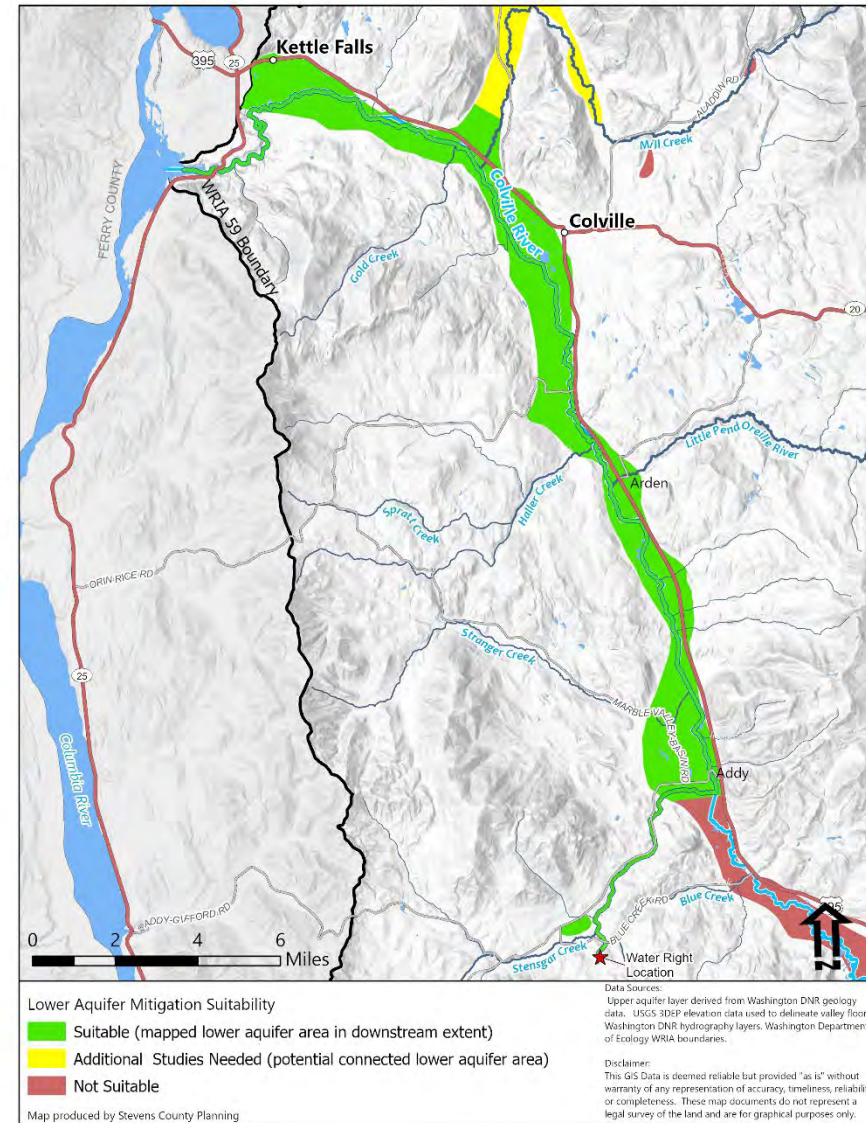 Kettle Falls
395
25
25
ALADDIN RD
Mill Creek
FERRY COUNTY
WRIA 59 Boundary
Colville River
Colville
Gold Creek
20
Little Pend Oreille River
Arden
Haller Creek
Spratt Creek
ORIN-RICE RD
Stranger Creek
25
MARBLE VALLEY-BASIN RD
Addy
Columbia River
BLUE CREEK RD
Blue Creek
395
ADDY-GIFFORD RD
Stensgar Creek
Water Right
Location
N
0 2 4 6
Miles
Lower Aquifer Mitigation Suitability
Suitable (mapped lower aquifer area in downstream extent)
Additional Studies Needed (potential connected lower aquifer area)
Not Suitable
Map produced by Stevens County Planning
Data Sources:
Upper aquifer layer derived from Washington DNR geology
data. USGS 3DEP elevation data used to delineate valley floor
Washington DNR hydrography layers. Washington Department
of Ecology WRIA boundaries.
Disclaimer:
This GIS Data is deemed reliable but provided "as is" without
warranty of any representation of accuracy, timeliness, reliabilit
or completeness. These map documents do not represent a
legal survey of the land and are for graphical purposes only.